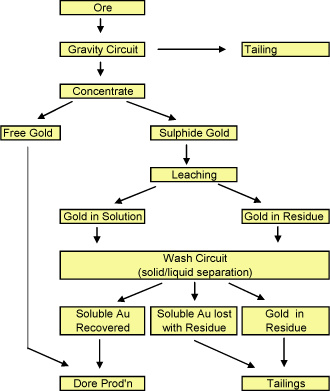 Ore
Gravity Circuit
Tailing
Concentrate
Free Gold
Sulphide Gold
Leaching
Gold in Solution
Gold in Residue
Wash Circuit
(solid/liquid separation)
Soluble Au
Recovered
Soluble Au lost
with Residue
Gold in
Residue
Dore Prod'n
Tailings